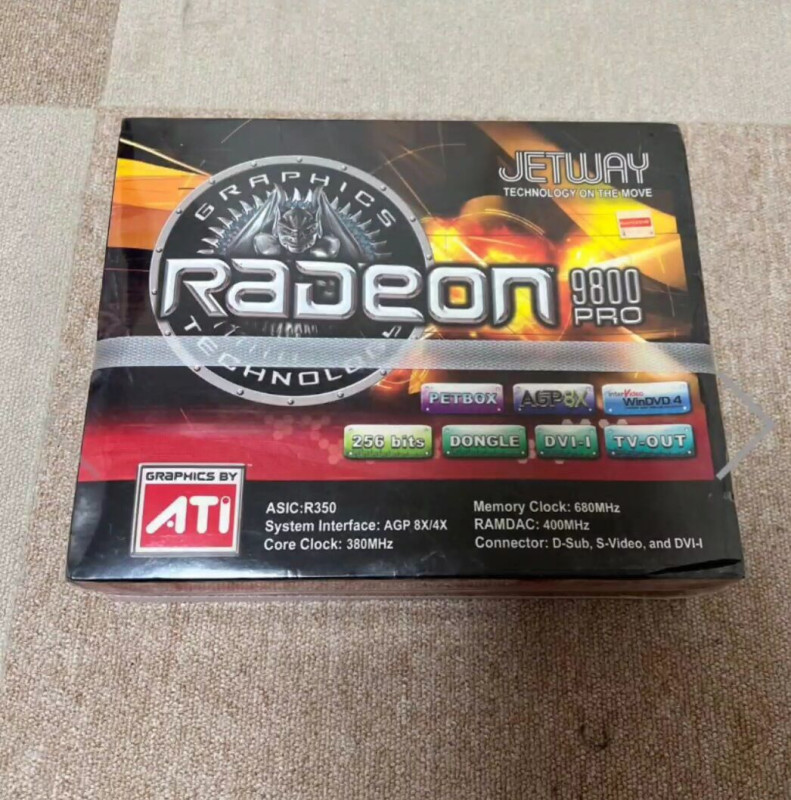 JETWAY
TECHNOLOGY ON THE MOVE
GRAPHICS
RADEON
9800
PRO
TECHNOLOGY
PETBOX
AGP8X
InterVideo
WinDVD 4
256 bits
DONGLE
DVI-I
TV-OUT
GRAPHICS BY
ATI
ASIC:R350
System Interface: AGP 8X/4X
Core Clock: 380MHz
Memory Clock: 680MHz
RAMDAC: 400MHz
Connector: D-Sub, S-Video, and DVI-I